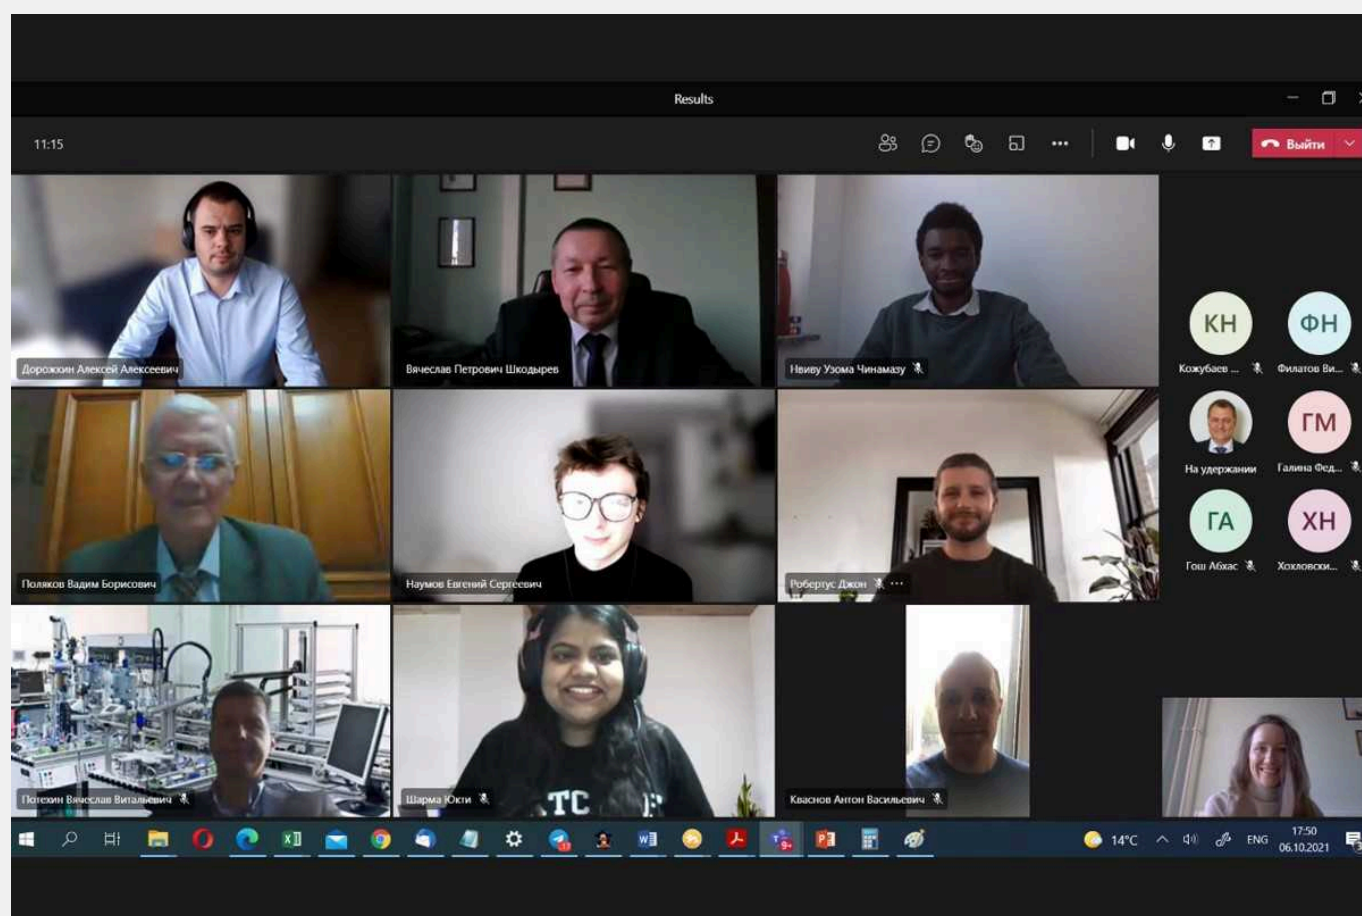 Results
11:15
Выйти
Дорожкин Алексей Алексеевич
Вячеслав Петрович Шкодырев
Нвиву Узома Чинамазу
КН
ФН
Кожубаев ...
Филатов Ви...
ГМ
На удержании
Галина Фед...
ГА
ХН
Гош Абхас
Хохловски...
Поляков Вадим Борисович
Наумов Евгений Сергеевич
Робертус Джон
Потехин Вячеслав Витальевич
Шарма Юкти
Кваснов Антон Васильевич
TC
14°C
ENG
17:50
06.10.2021